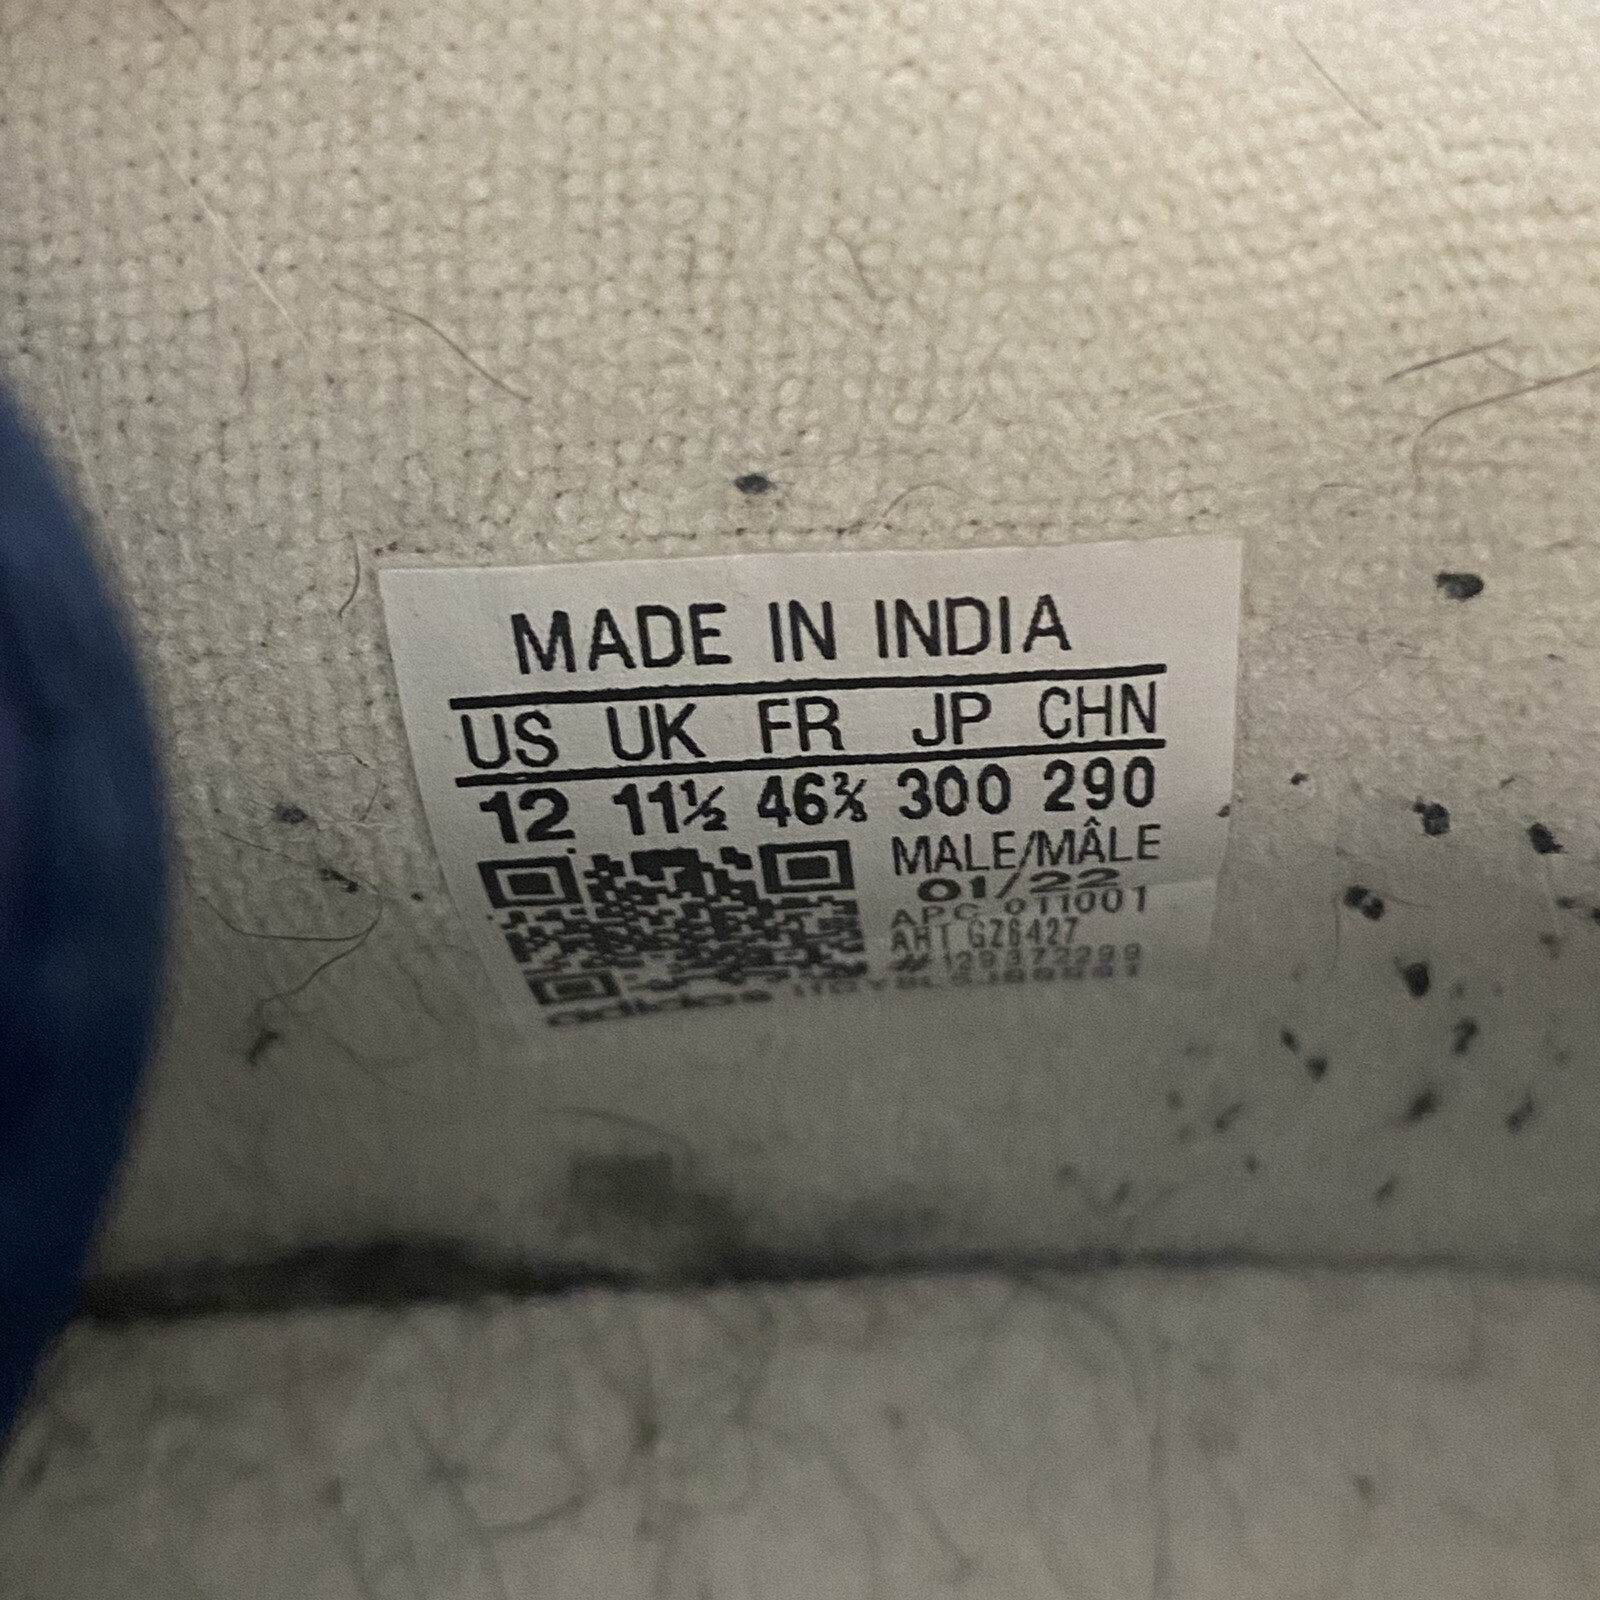 MADE IN INDIA
US UK FR JP CHN
12 11½ 46⅔ 300 290
MALE/MÂLE
01/22
APC 011001
ART GZ6427
#129372299
adidas